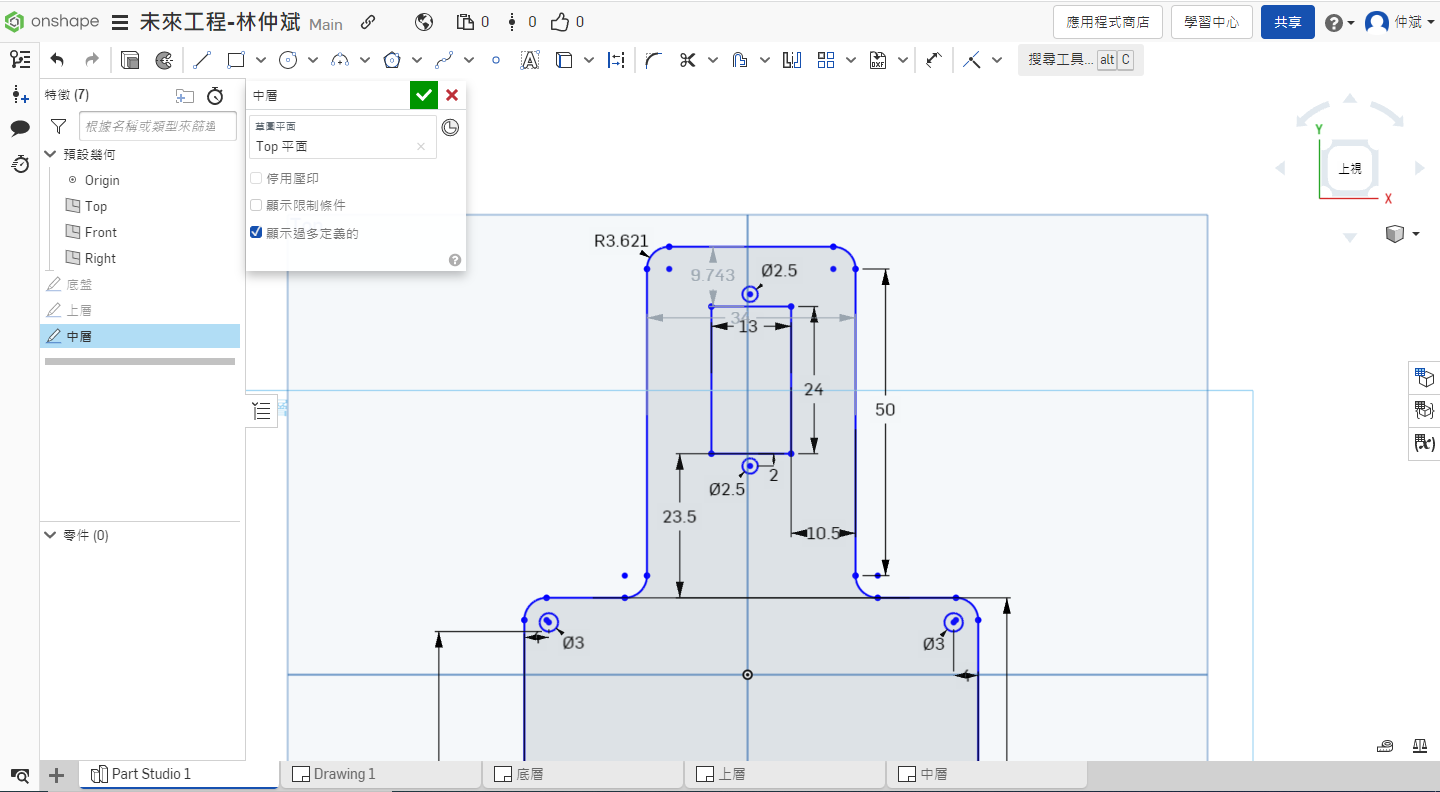 onshape 未來工程-林仲斌 Main 0 0 0 應用程式商店 學習中心 共享 仲斌
搜尋工具... alt C
特徵 (7)
根據名稱或類型來篩選
預設幾何
Origin
Top
Front
Right
底盤
上層
中層
零件 (0)
中層
草圖平面
Top 平面
停用壓印
顯示限制條件
顯示過多定義的
Y
上視
X
R3.621
9.743
Ø2.5
34
13
24
50
2
Ø2.5
23.5
10.5
Ø3
Ø3
Part Studio 1 Drawing 1 底層 上層 中層